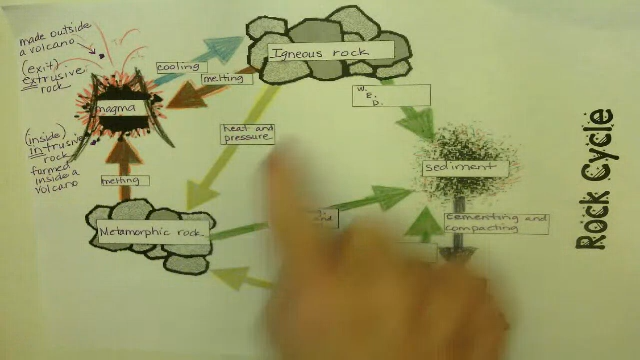 made outside
a volcano
(exit)
extrusive
rock
cooling
melting
Igneous rock
magma
W.
E.
D.
heat and
pressure
(inside)
intrusive
rock
formed
inside a
volcano
melting
sediment
Metamorphic rock
cementing and
compacting
Rock Cycle